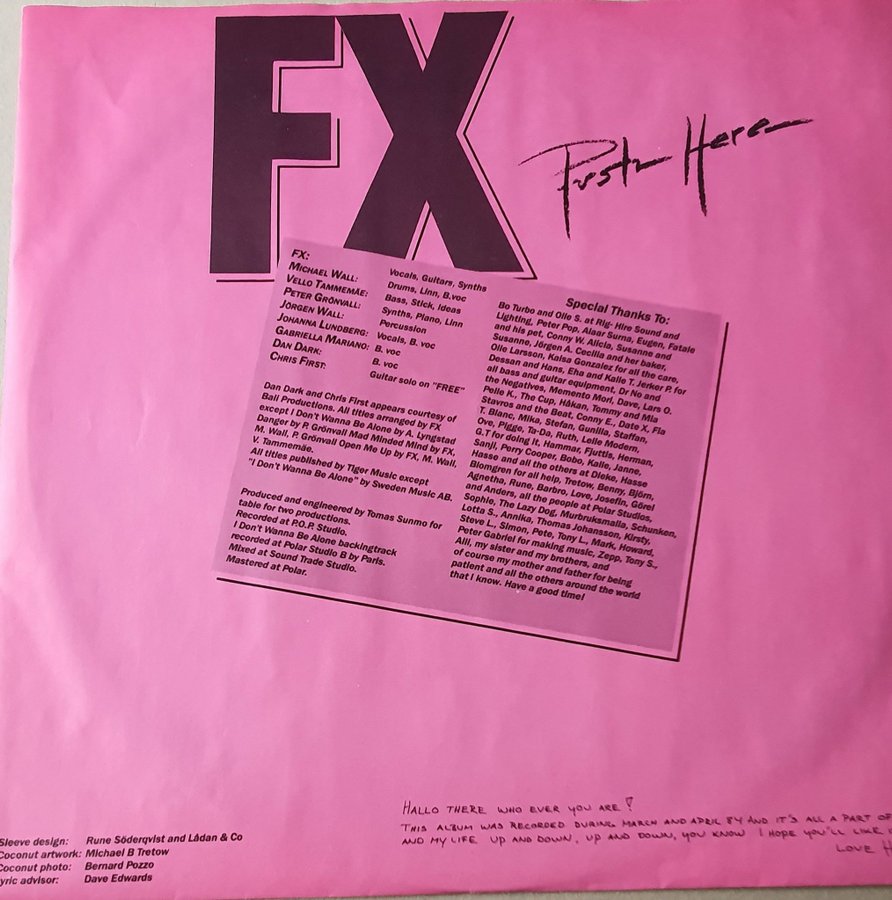 FX
Push Here
FX:
MICHAEL WALL:
VELLO TAMMEMÄE:
PETER GRÖNVALL:
JÖRGEN WALL:
JOHANNA LUNDBERG:
GABRIELLA MARIANO:
DAN DARK:
CHRIS FIRST:
Vocals, Guitars, Synths
Drums, Linn, B.voc
Bass, Stick, Ideas
Synths, Piano, Linn
Percussion
Vocals, B. voc
B. voc
B. voc
Guitar solo on "FREE"
Dan Dark and Chris First appears courtesy of
Ball Productions. All titles arranged by FX
except I Don't Wanna Be Alone by A. Lyngstad
Danger by P. Grönvall Mad Minded Mind by FX,
M. Wall, P. Grönvall Open Me Up by FX, M. Wall,
V. Tammemäe.
All titles published by Tiger Music except
"I Don't Wanna Be Alone" by Sweden Music AB.
Produced and engineered by Tomas Sunmo for
table for two productions.
Recorded at P.O.P. Studio.
I Don't Wanna Be Alone backingtrack
recorded at Polar Studio B by Paris.
Mixed at Sound Trade Studio.
Mastered at Polar.
Special Thanks To:
Bo Turbo and Olle S. at Rig- Hire Sound and
Lighting, Peter Pop, Alaar Suma, Eugen, Fatale
and his pet, Conny W. Alicia, Susanne and
Susanne, Jörgen A. Cecilia and her baker,
Olle Larsson, Kalsa Gonzalez for all the care,
Dossan and Hans, Eha and Kalle T. Jerker P. for
all bass and guitar equipment, Dr No and
the Negatives, Memento Mori, Dave, Lars O.
Pelle K., The Cup, Håkan, Tommy and Mia
Stavros and the Beat, Conny E., Date X, Fla
T. Blanc, Mika, Stefan, Gunilla, Staffan,
Ove, Pigge, Ta-Da, Ruth, Leile Modern,
G.T for doing it, Hammar, Fjuttis, Herman,
Sanji, Perry Cooper, Bobo, Kalle, Janne,
Hasse and all the others at Dieke, Hasse
Blomgren for all help, Tretow, Benny, Björn,
Agnetha, Rune, Barbro, Love, Josefin, Görel
and Anders, all the people at Polar Studios,
Sophie, The Lazy Dog, Murbruksmalla, Schunken,
Lotta S., Annika, Thomas Johansson, Kirsty,
Steve L., Simon, Pete, Tony L., Mark, Howard,
Peter Gabriel for making music, Zepp, Tony S.,
Alli, my sister and my brothers, and
of course my mother and father for being
patient and all the others around the world
that I know. Have a good time!
HALLO THERE WHO EVER YOU ARE!
THIS ALBUM WAS RECORDED DURING MARCH AND APRIL 84 AND IT'S ALL A PART OF
AND MY LIFE UP AND DOWN, UP AND DOWN, YOU KNOW I HOPE YOU'LL LIKE
LOVE
Sleeve design: Rune Söderqvist and Lådan & Co
Coconut artwork: Michael B Tretow
Coconut photo: Bernard Pozzo
yric advisor: Dave Edwards